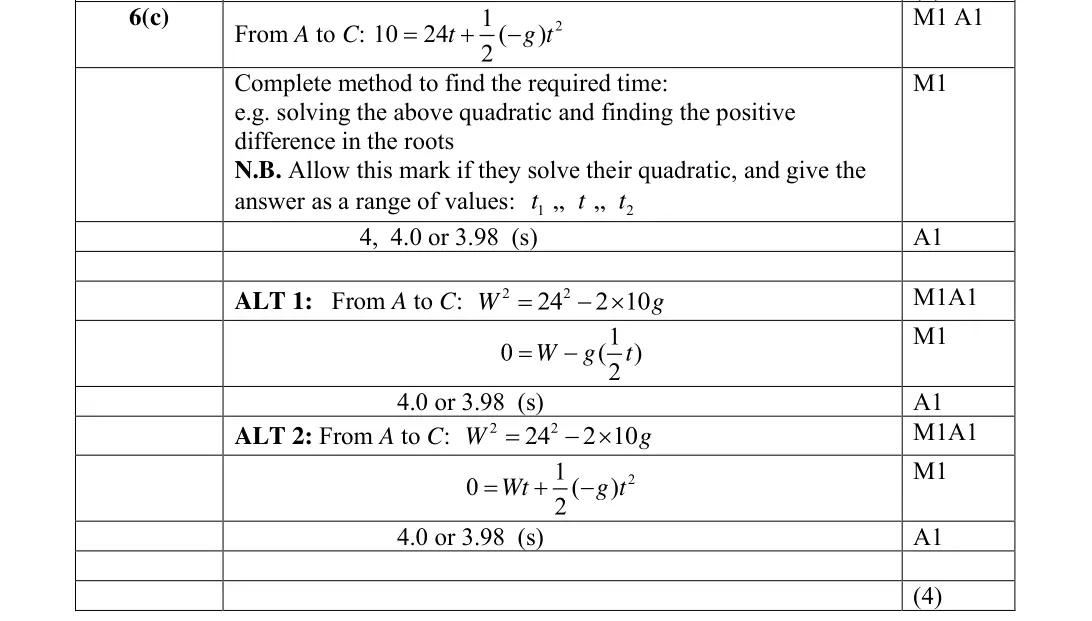 6(c)
From A to C: 10 = 24t + 1/2(−g)t² M1 A1
Complete method to find the required time: M1
e.g. solving the above quadratic and finding the positive
difference in the roots
N.B. Allow this mark if they solve their quadratic, and give the
answer as a range of values: t₁ „ t „ t₂
4, 4.0 or 3.98 (s) A1
ALT 1: From A to C: W² = 24² − 2×10g M1A1
0 = W − g(1/2t) M1
4.0 or 3.98 (s) A1
ALT 2: From A to C: W² = 24² − 2×10g M1A1
0 = Wt + 1/2(−g)t² M1
4.0 or 3.98 (s) A1
(4)